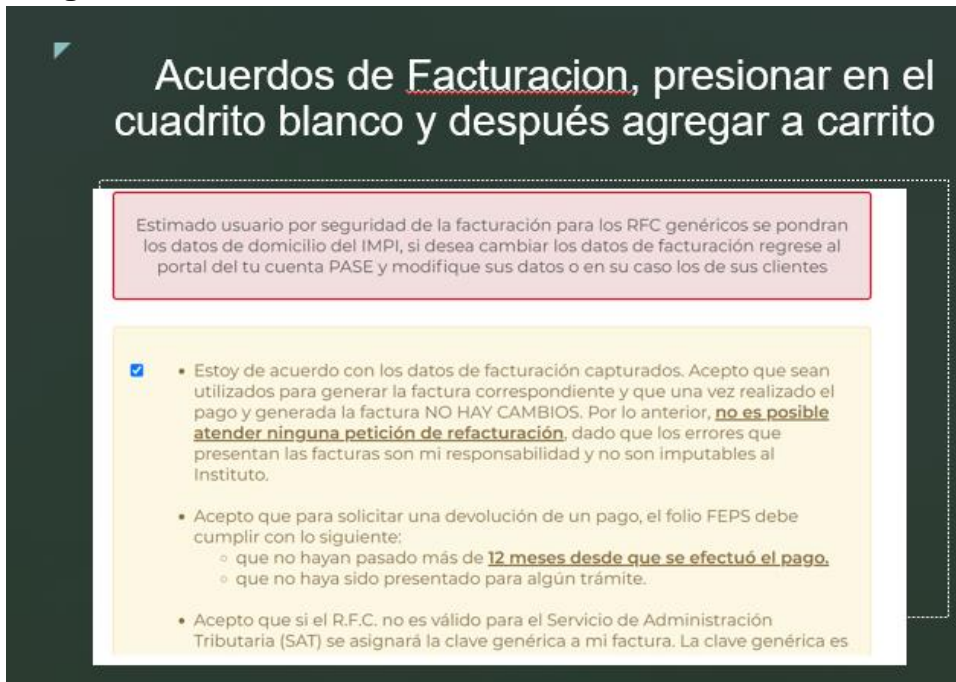 Acuerdos de Facturacion, presionar en el
cuadrito blanco y después agregar a carrito
Estimado usuario por seguridad de la facturación para los RFC genéricos se pondran
los datos de domicilio del IMPI, si desea cambiar los datos de facturación regrese al
portal del tu cuenta PASE y modifique sus datos o en su caso los de sus clientes
• Estoy de acuerdo con los datos de facturación capturados. Acepto que sean
utilizados para generar la factura correspondiente y que una vez realizado el
pago y generada la factura NO HAY CAMBIOS. Por lo anterior, no es posible
atender ninguna petición de refacturación, dado que los errores que
presentan las facturas son mi responsabilidad y no son imputables al
Instituto.
• Acepto que para solicitar una devolución de un pago, el folio FEPS debe
cumplir con lo siguiente:
◦ que no hayan pasado más de 12 meses desde que se efectuó el pago.
◦ que no haya sido presentado para algún trámite.
• Acepto que si el R.F.C. no es válido para el Servicio de Administración
Tributaria (SAT) se asignará la clave genérica a mi factura. La clave genérica es